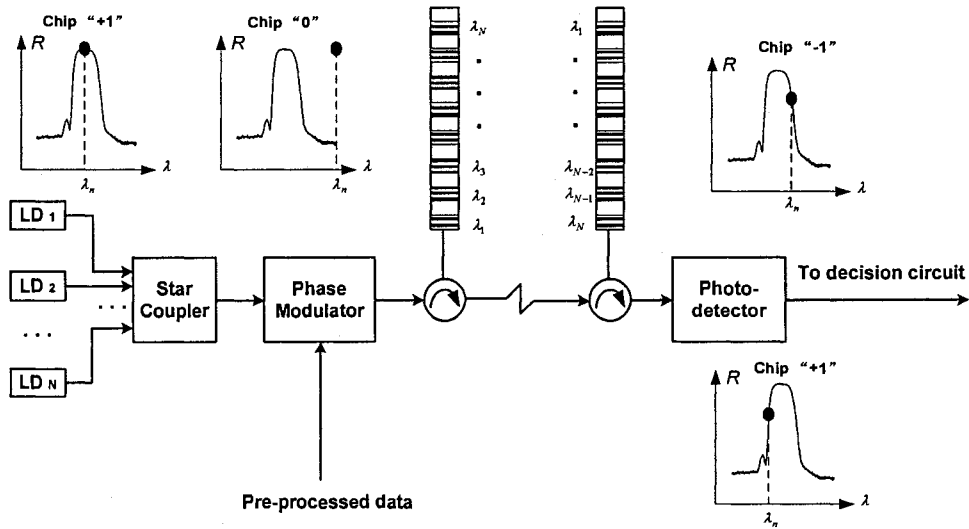 Chip “+1”
R
λn
λ
Chip “0”
R
λn
λ
λN
λ3
λ2
λ1
λ1
λN−2
λN−1
λN
Chip “-1”
R
λn
λ
LD 1
LD 2
...
LD N
...
Star
Coupler
Phase
Modulator
Photo-
detector
To decision circuit
Pre-processed data
Chip “+1”
R
λn
λ